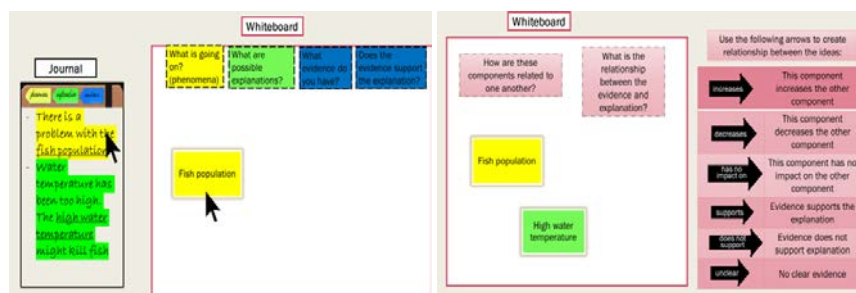 Whiteboard
What is going
on?
(phenomena)
What are
possible
explanations?
What
evidence do
you have?
Does the
evidence support
the explanation?
Journal
phenomena
explanation
evidence
- There is a
problem with the
fish population
- Water
temperature has
been too high.
The high water
temperature
might kill fish
Fish population
Whiteboard
How are these
components related to
one another?
What is the
relationship
between the
evidence and
explanation?
Fish population
High water
temperature
Use the following arrows to create
relationship between the ideas:
increases
This component
increases the other
component
decreases
This component
decreases the other
component
has no
impact on
This component has no
impact on the other
component
supports
Evidence supports the
explanation
does not
support
Evidence does not
support explanation
unclear
No clear evidence